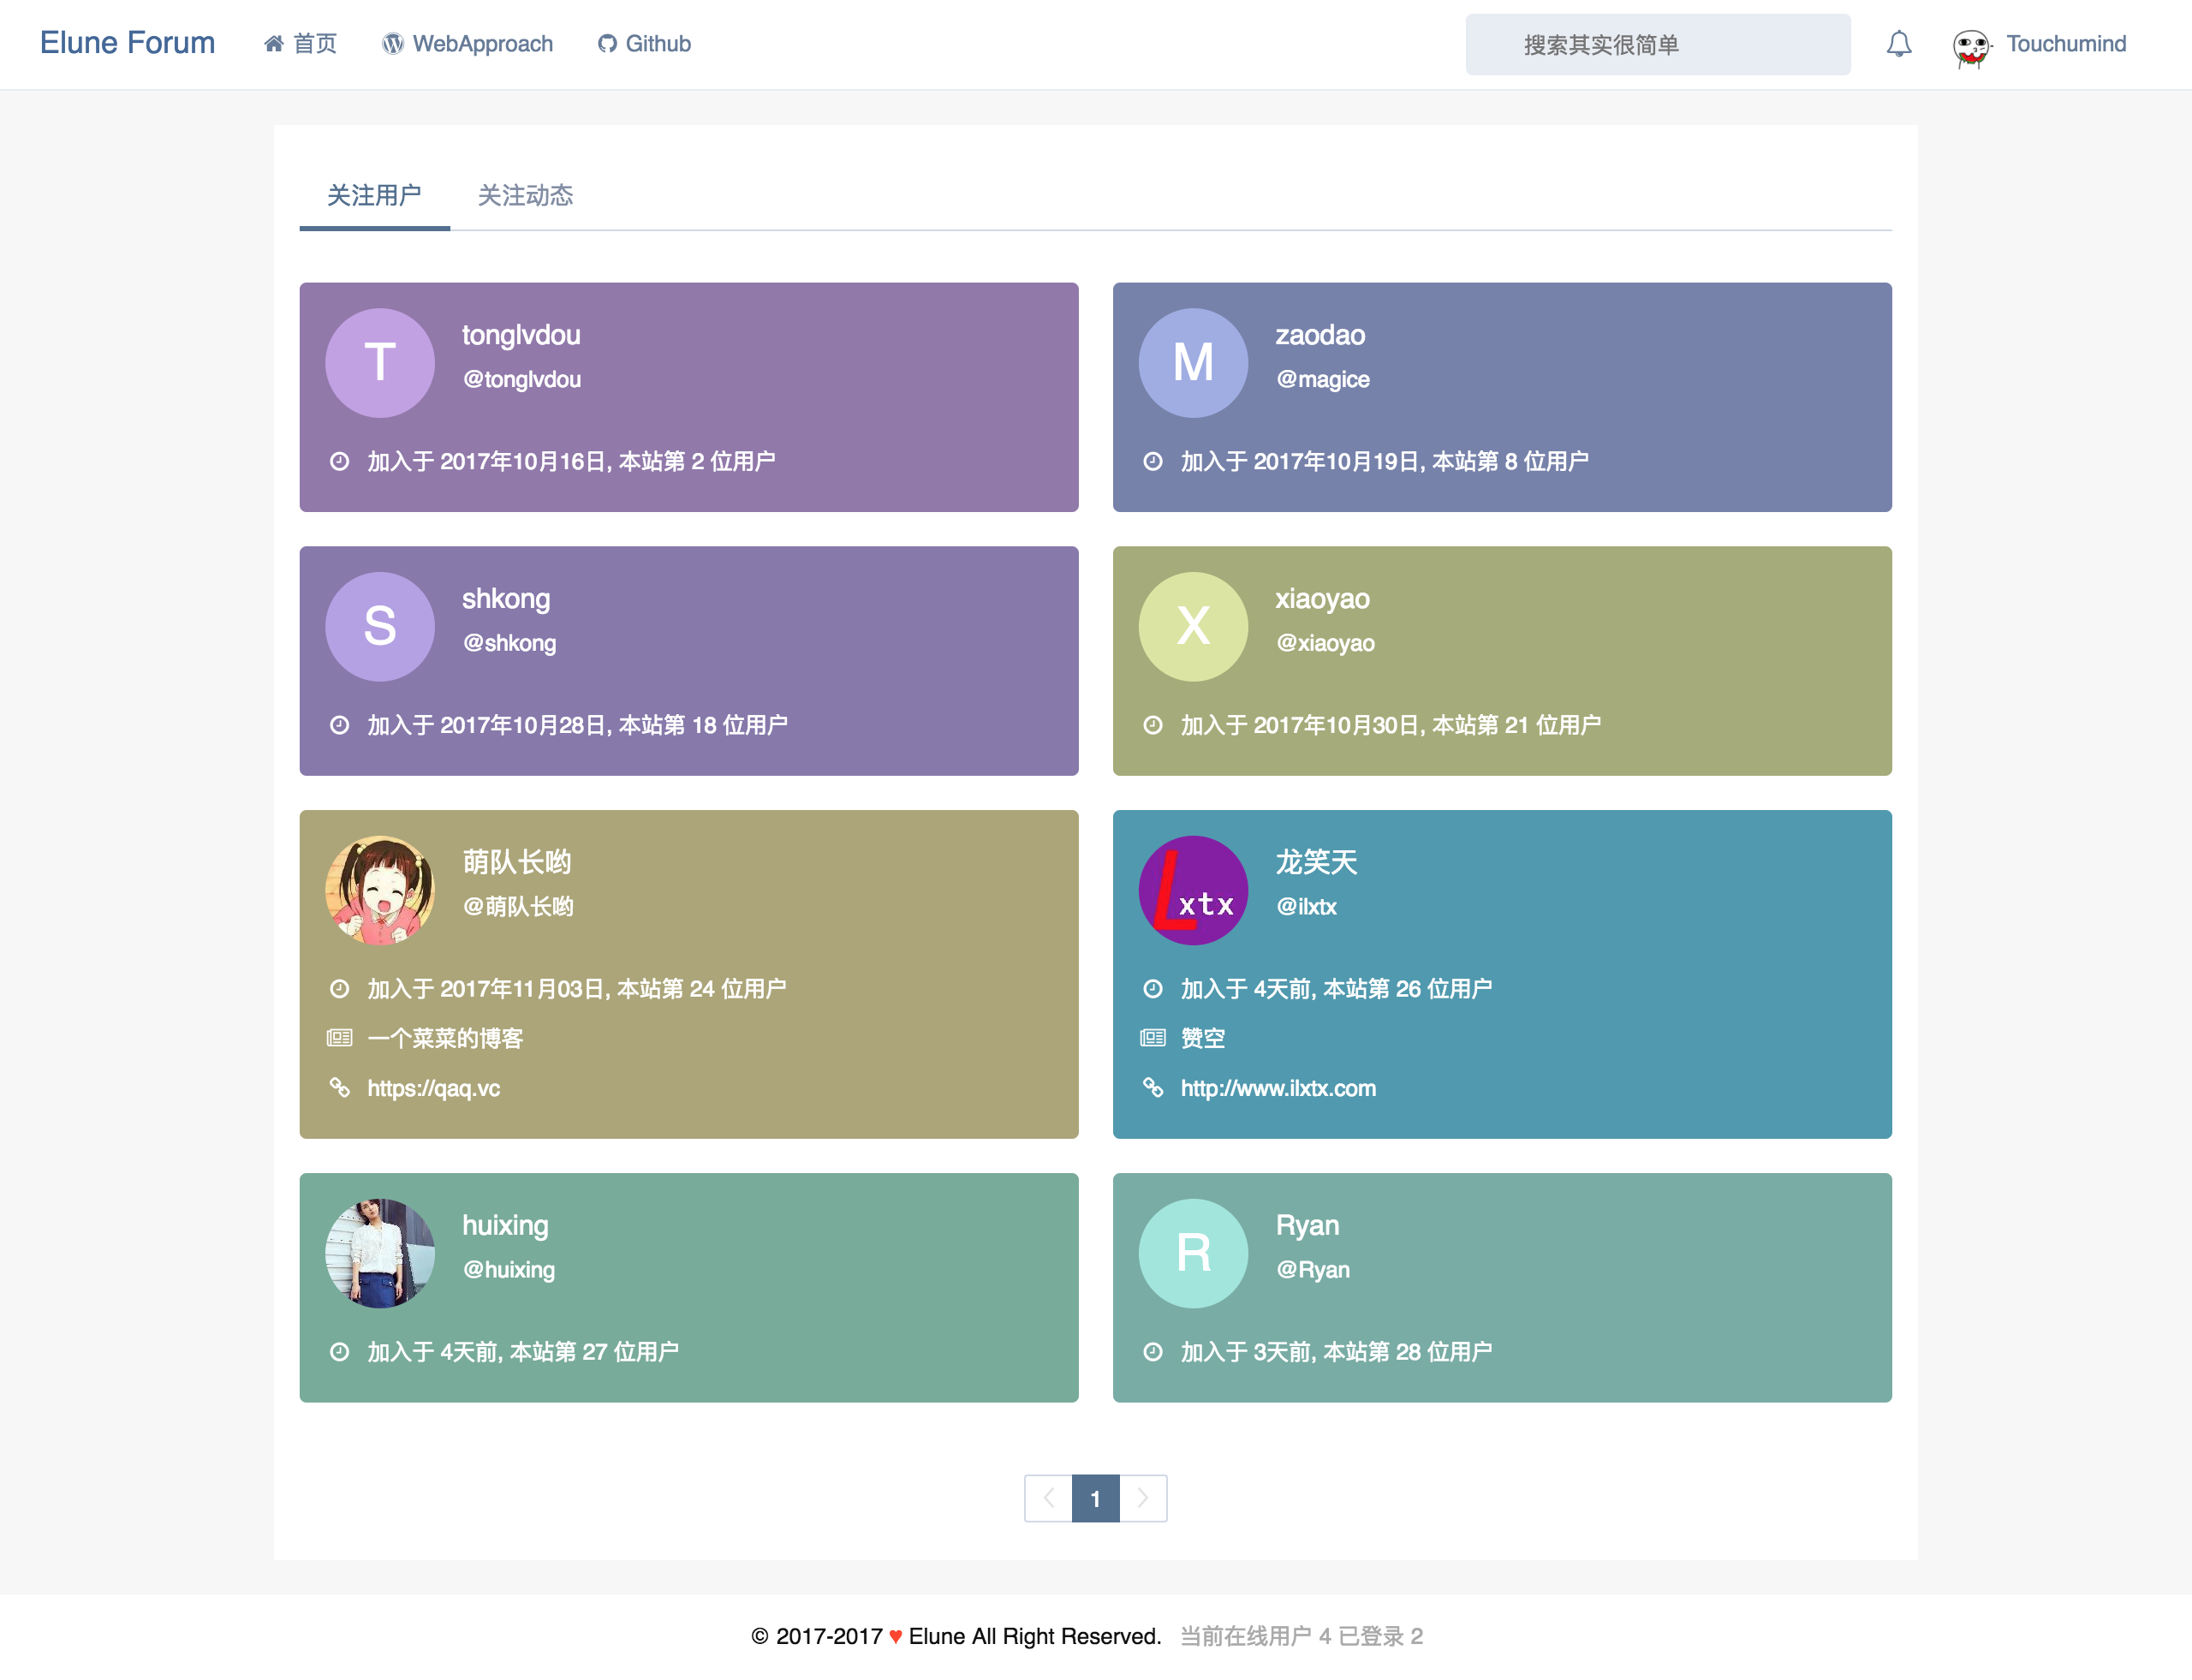 Elune Forum 首页 WebApproach Github 搜索其实很简单 Touchumind
关注用户 关注动态
T
tonglvdou
@tonglvdou
加入于 2017年10月16日, 本站第 2 位用户
M
zaodao
@magice
加入于 2017年10月19日, 本站第 8 位用户
S
shkong
@shkong
加入于 2017年10月28日, 本站第 18 位用户
X
xiaoyao
@xiaoyao
加入于 2017年10月30日, 本站第 21 位用户
萌队长哟
@萌队长哟
加入于 2017年11月03日, 本站第 24 位用户
一个菜菜的博客
https://qaq.vc
Lxtx
龙笑天
@ilxtx
加入于 4天前, 本站第 26 位用户
赞空
http://www.ilxtx.com
huixing
@huixing
加入于 4天前, 本站第 27 位用户
R
Ryan
@Ryan
加入于 3天前, 本站第 28 位用户
1
© 2017-2017 ♥ Elune All Right Reserved. 当前在线用户 4 已登录 2